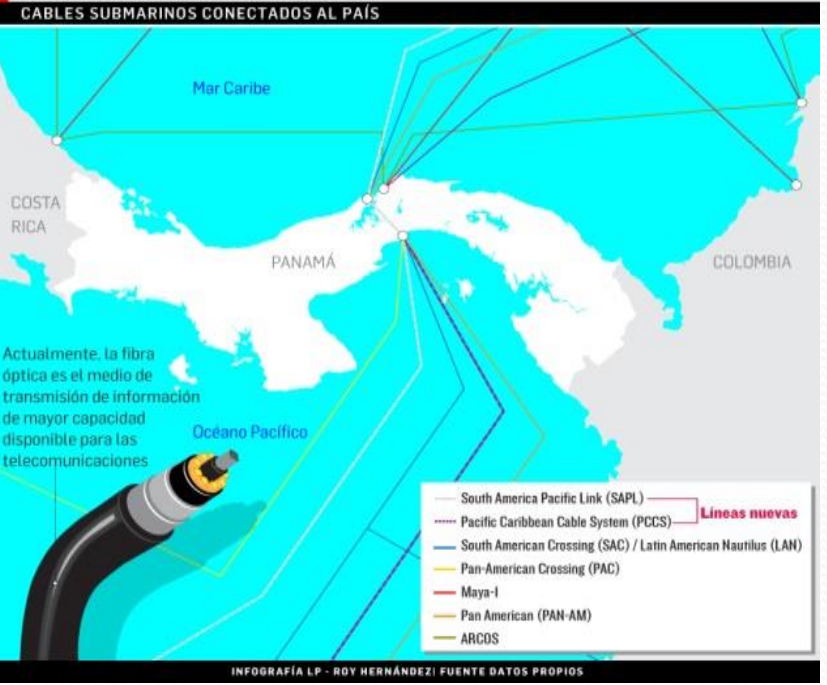 CABLES SUBMARINOS CONECTADOS AL PAÍS
Mar Caribe
COSTA
RICA
PANAMÁ
COLOMBIA
Actualmente, la fibra
óptica es el medio de
transmisión de información
de mayor capacidad
disponible para las
telecomunicaciones
Océano Pacífico
South America Pacific Link (SAPL)
Pacific Caribbean Cable System (PCCS)
Líneas nuevas
South American Crossing (SAC) / Latin American Nautilus (LAN)
Pan-American Crossing (PAC)
Maya-I
Pan American (PAN-AM)
ARCOS
INFOGRAFÍA LP - ROY HERNÁNDEZ| FUENTE DATOS PROPIOS